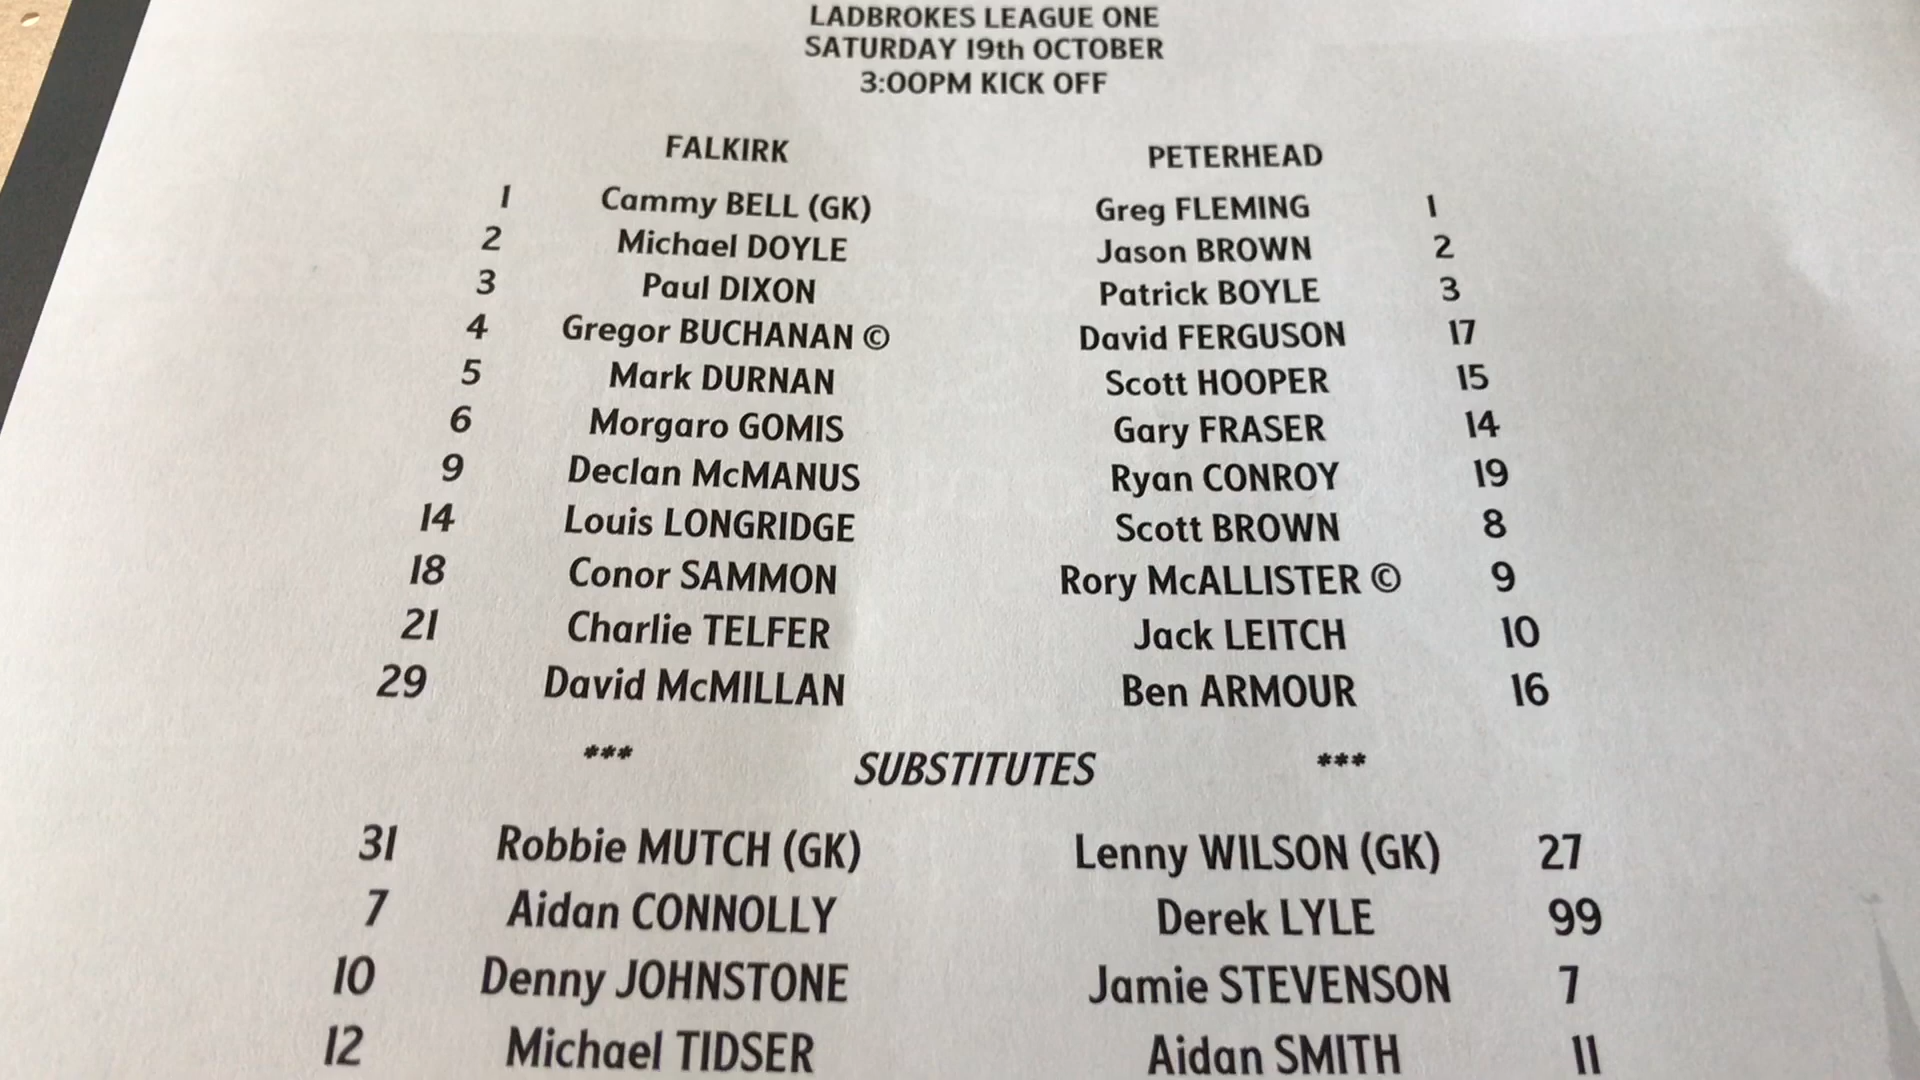 LADBROKES LEAGUE ONE
SATURDAY 19th OCTOBER
3:00PM KICK OFF
FALKIRK PETERHEAD
1 Cammy BELL (GK) Greg FLEMING 1
2 Michael DOYLE Jason BROWN 2
3 Paul DIXON Patrick BOYLE 3
4 Gregor BUCHANAN © David FERGUSON 17
5 Mark DURNAN Scott HOOPER 15
6 Morgaro GOMIS Gary FRASER 14
9 Declan McMANUS Ryan CONROY 19
14 Louis LONGRIDGE Scott BROWN 8
18 Conor SAMMON Rory McALLISTER © 9
21 Charlie TELFER Jack LEITCH 10
29 David McMILLAN Ben ARMOUR 16
*** SUBSTITUTES ***
31 Robbie MUTCH (GK) Lenny WILSON (GK) 27
7 Aidan CONNOLLY Derek LYLE 99
10 Denny JOHNSTONE Jamie STEVENSON 7
12 Michael TIDSER Aidan SMITH 11